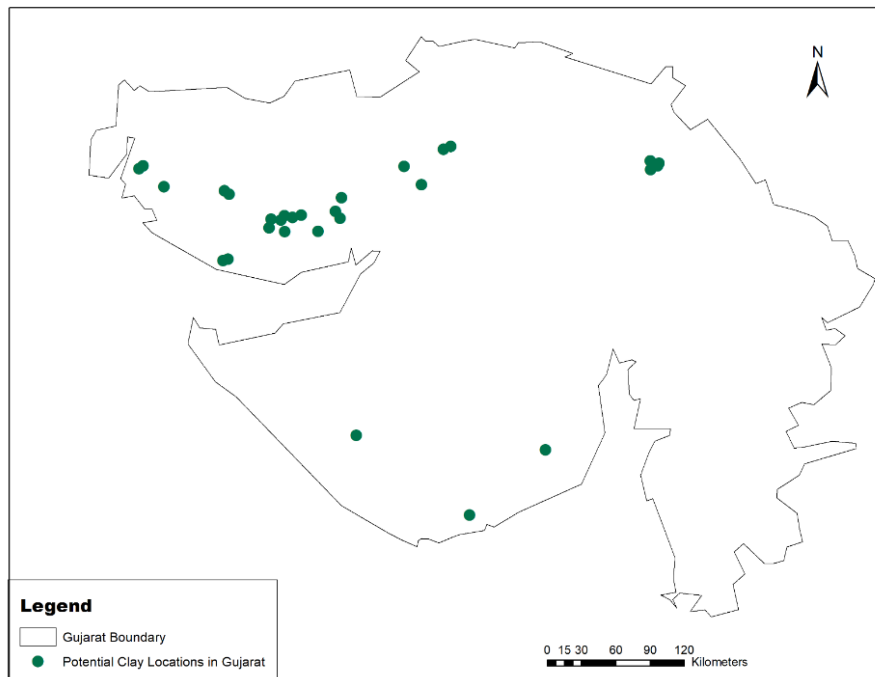 N
Legend
Gujarat Boundary
Potential Clay Locations in Gujarat
0 15 30 60 90 120
Kilometers